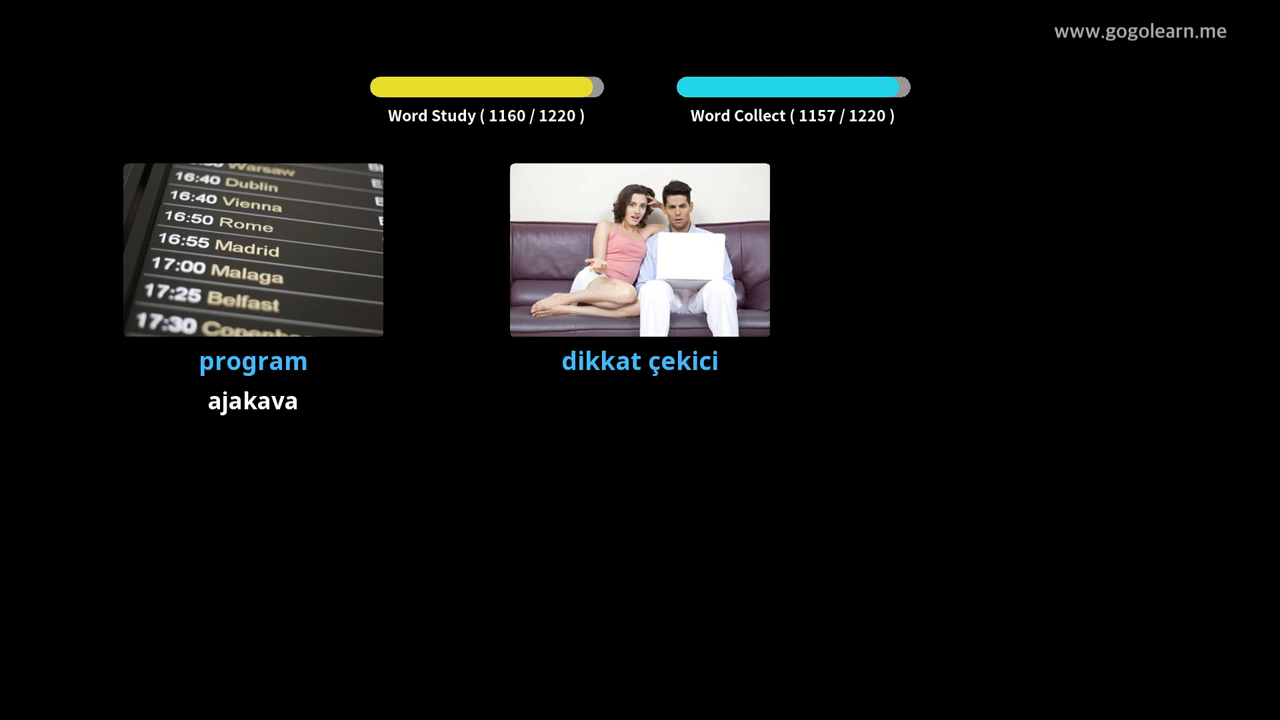 www.gogolearn.me
Word Study ( 1160 / 1220 )
Word Collect ( 1157 / 1220 )
Warsaw
16:40 Dublin
16:40 Vienna
16:50 Rome
16:55 Madrid
17:00 Malaga
17:25 Belfast
17:30
program
dikkat çekici
ajakava